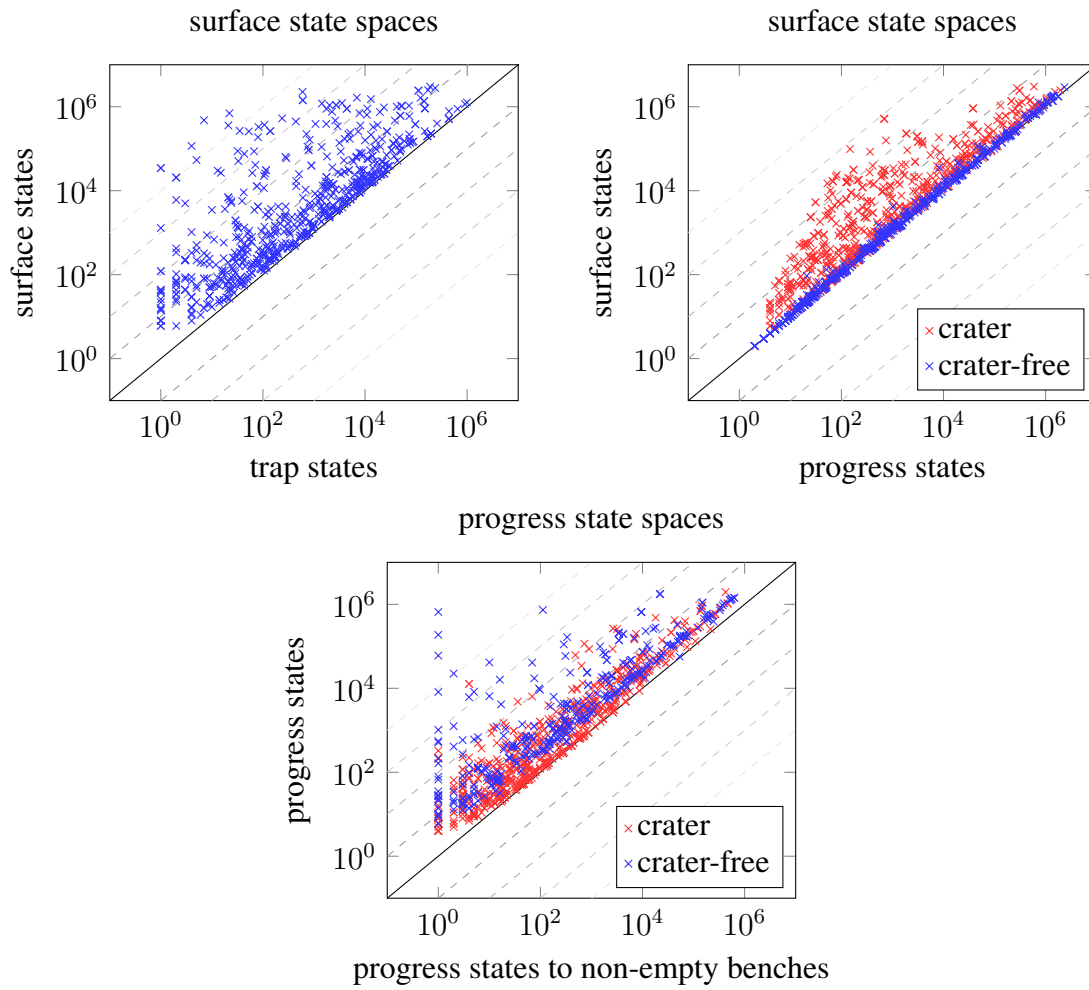 surface state spaces
surface states
10^6
10^4
10^2
10^0
10^0 10^2 10^4 10^6
trap states
surface state spaces
surface states
10^6
10^4
10^2
10^0
crater
crater-free
10^0 10^2 10^4 10^6
progress states
progress state spaces
progress states
10^6
10^4
10^2
10^0
crater
crater-free
10^0 10^2 10^4 10^6
progress states to non-empty benches